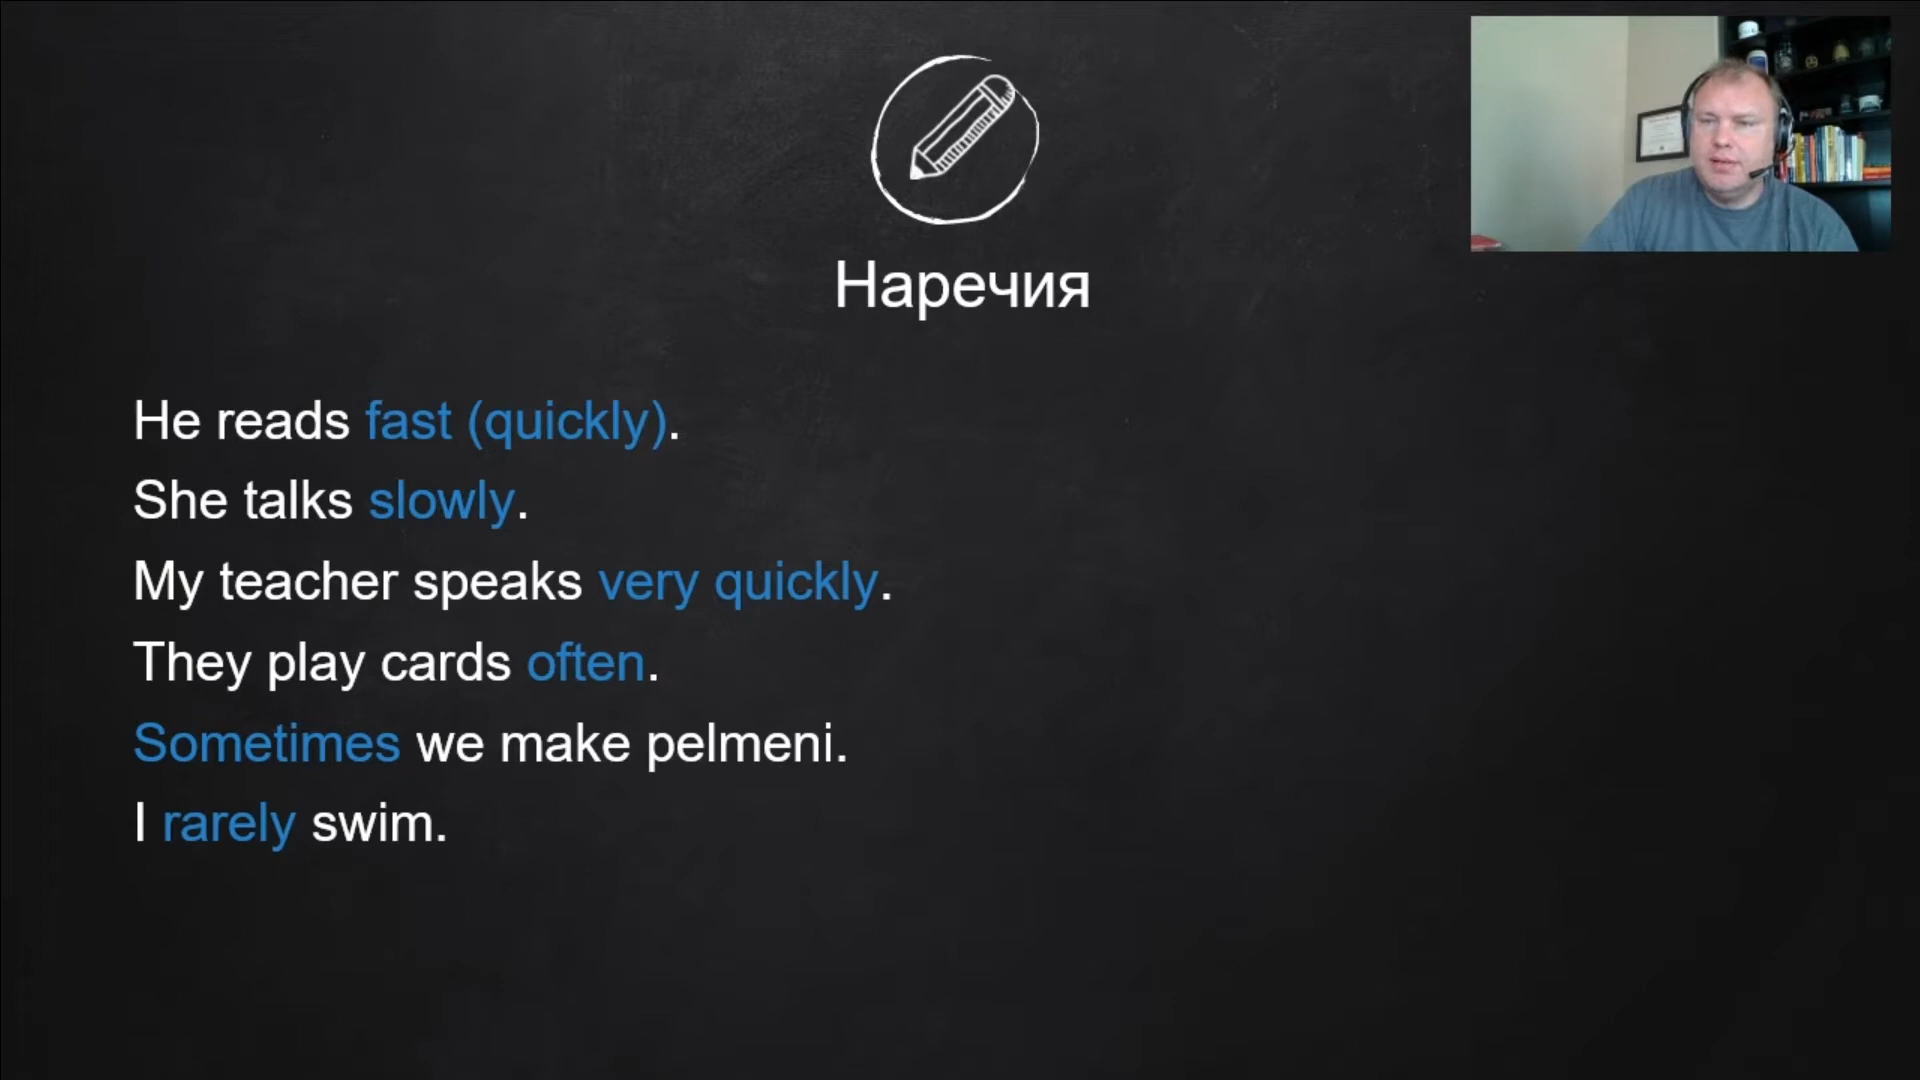 Наречия
He reads fast (quickly).
She talks slowly.
My teacher speaks very quickly.
They play cards often.
Sometimes we make pelmeni.
I rarely swim.